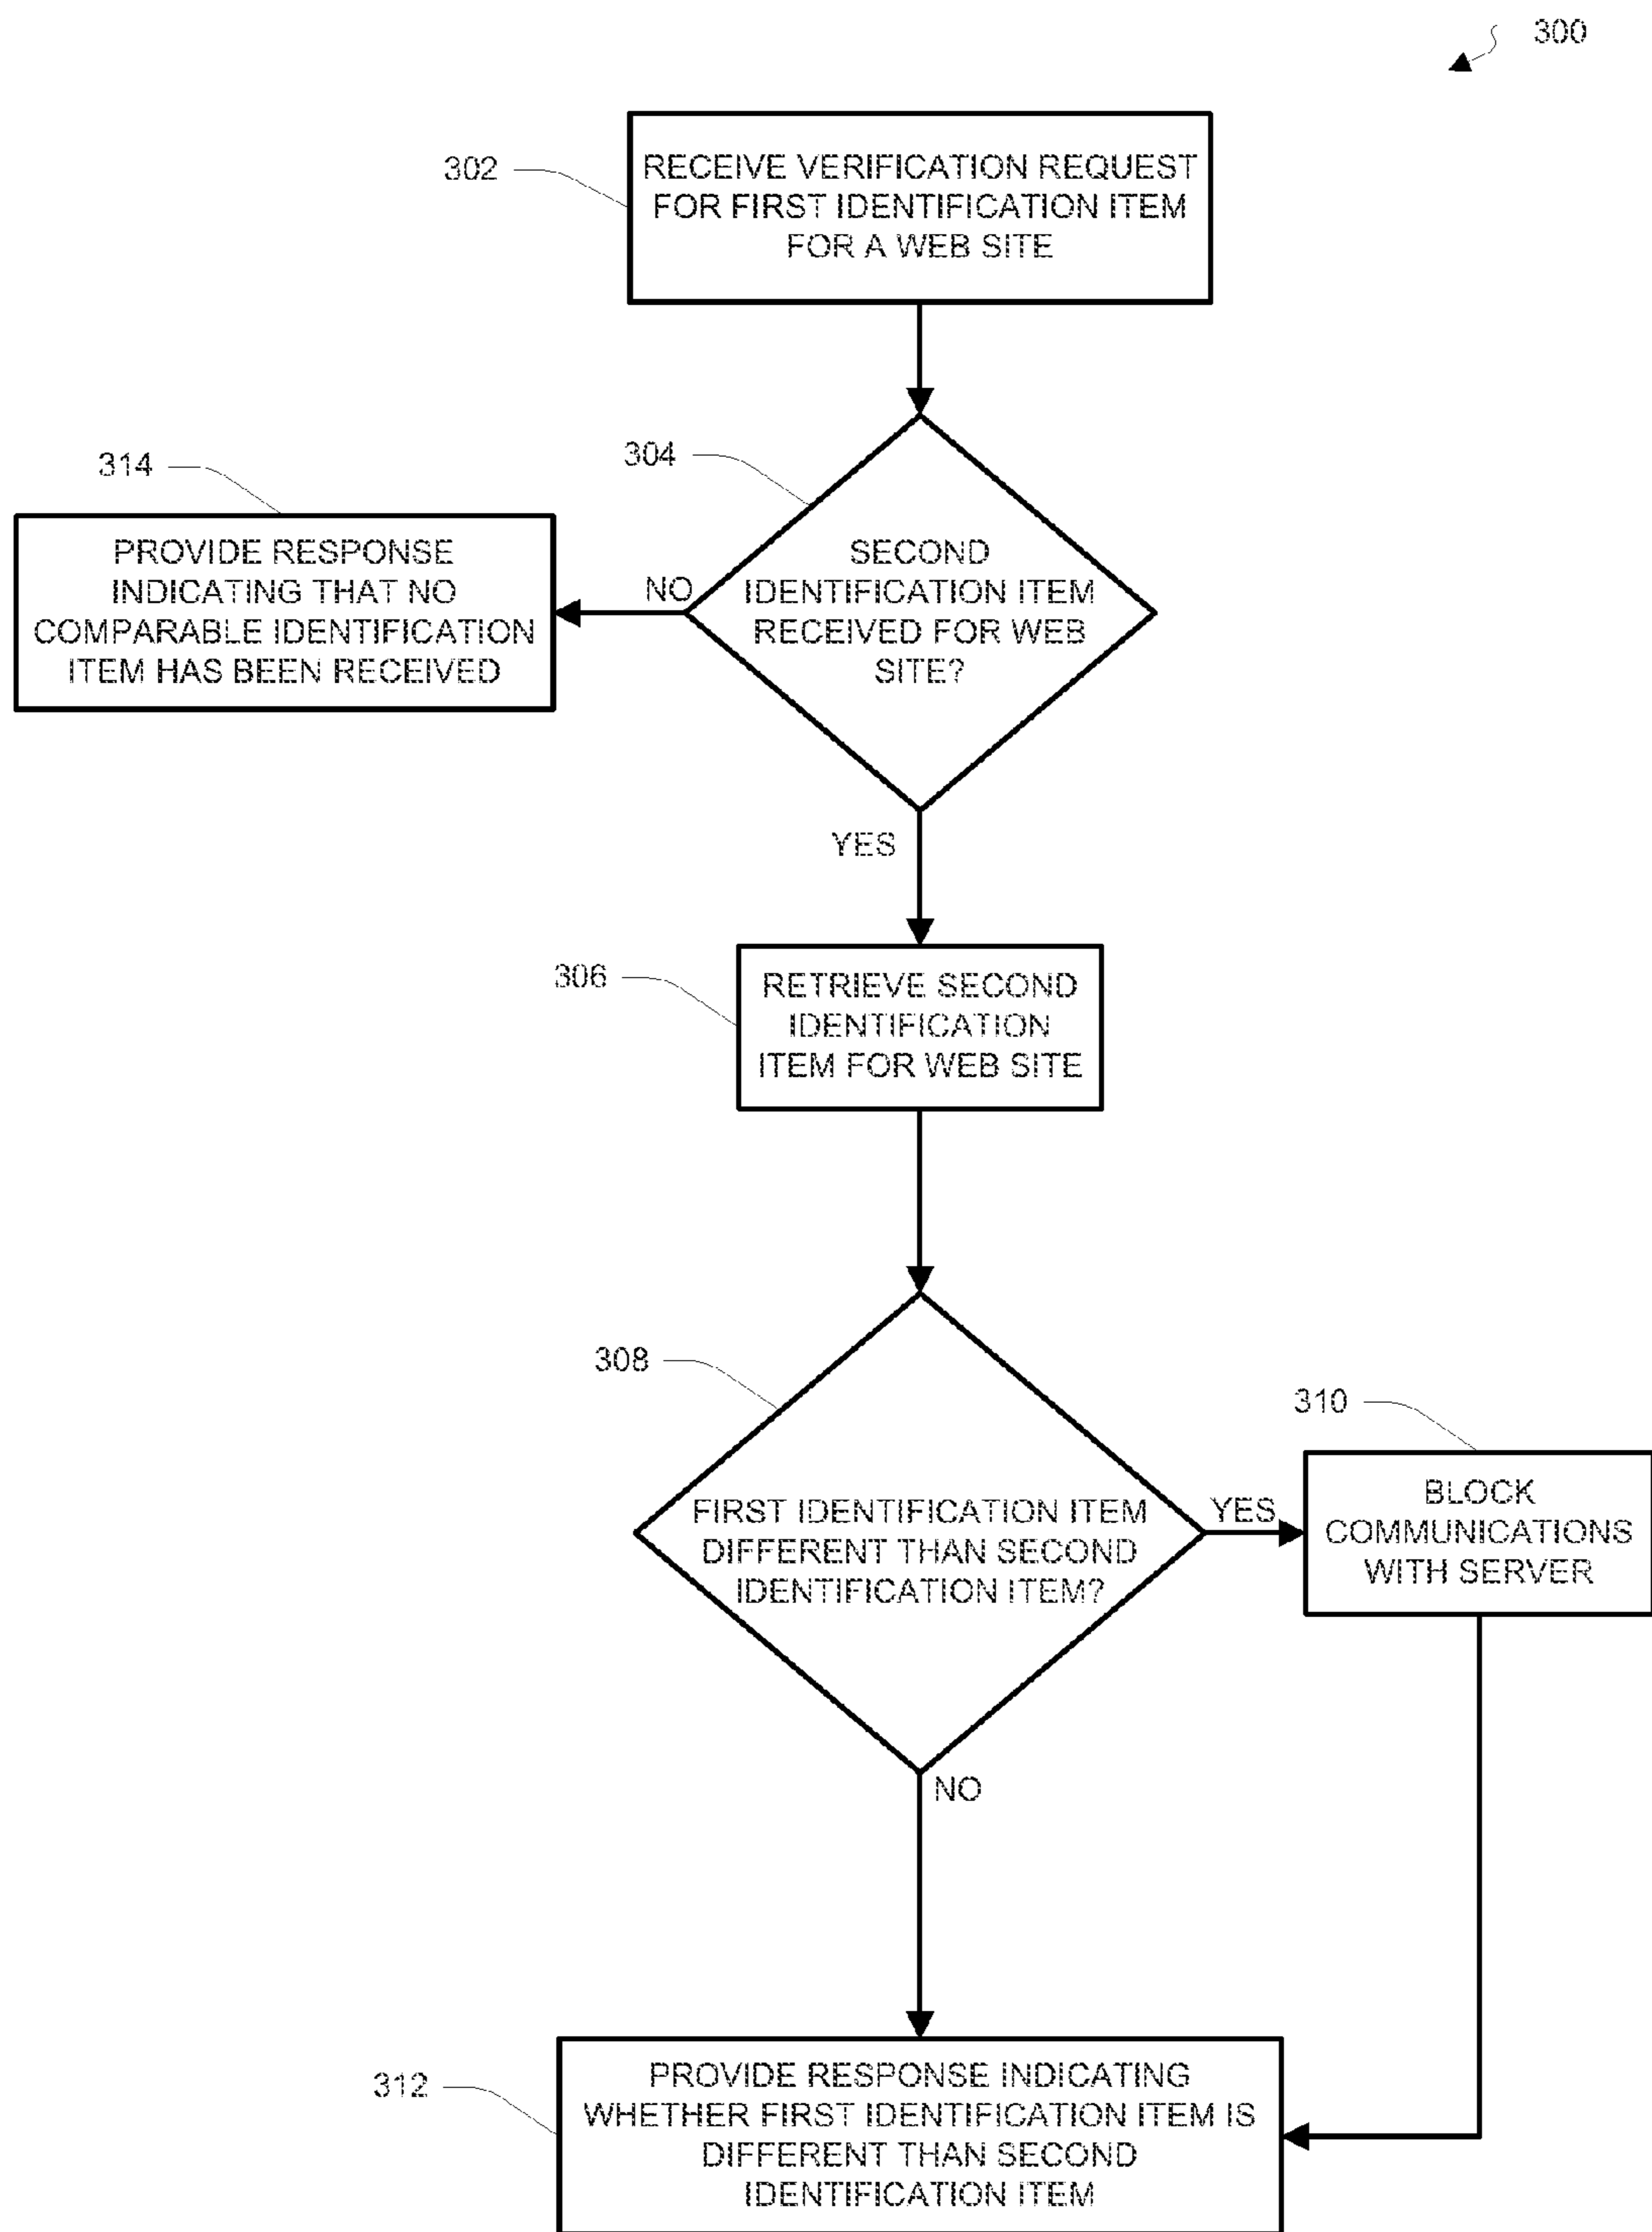 300
302
RECEIVE VERIFICATION REQUEST
FOR FIRST IDENTIFICATION ITEM
FOR A WEB SITE
304
SECOND
IDENTIFICATION ITEM
RECEIVED FOR WEB
SITE?
NO
314
PROVIDE RESPONSE
INDICATING THAT NO
COMPARABLE IDENTIFICATION
ITEM HAS BEEN RECEIVED
YES
306
RETRIEVE SECOND
IDENTIFICATION
ITEM FOR WEB SITE
308
FIRST IDENTIFICATION ITEM
DIFFERENT THAN SECOND
IDENTIFICATION ITEM?
YES
310
BLOCK
COMMUNICATIONS
WITH SERVER
NO
312
PROVIDE RESPONSE INDICATING
WHETHER FIRST IDENTIFICATION ITEM IS
DIFFERENT THAN SECOND
IDENTIFICATION ITEM